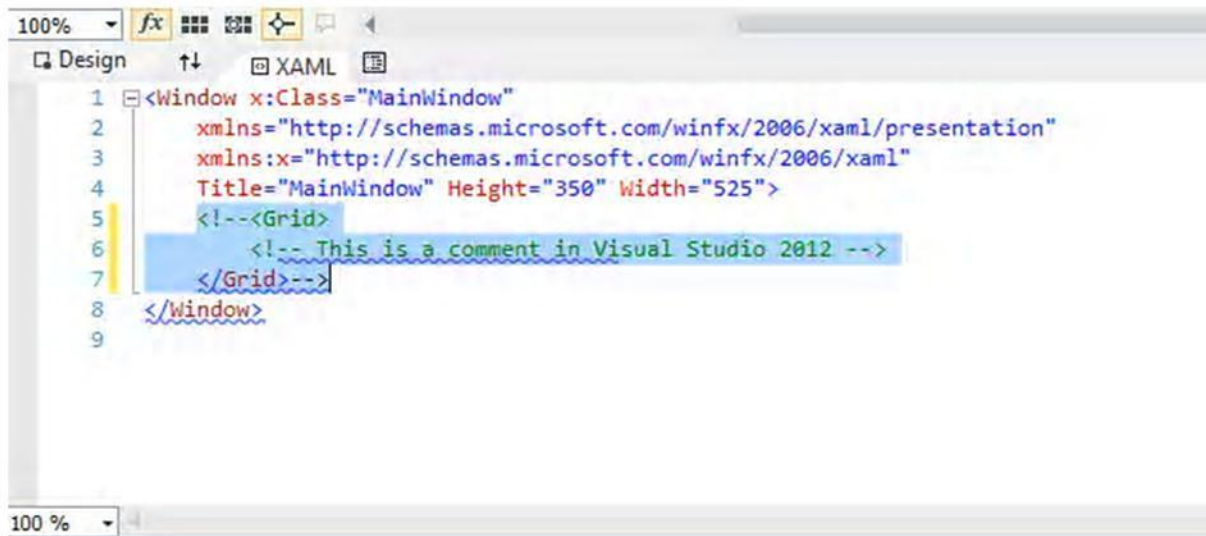 100% fx
Design XAML
1 <Window x:Class="MainWindow"
2 xmlns="http://schemas.microsoft.com/winfx/2006/xaml/presentation"
3 xmlns:x="http://schemas.microsoft.com/winfx/2006/xaml"
4 Title="MainWindow" Height="350" Width="525">
5 <!--<Grid>
6 <!-- This is a comment in Visual Studio 2012 -->
7 </Grid>-->
8 </Window>
9
100 %